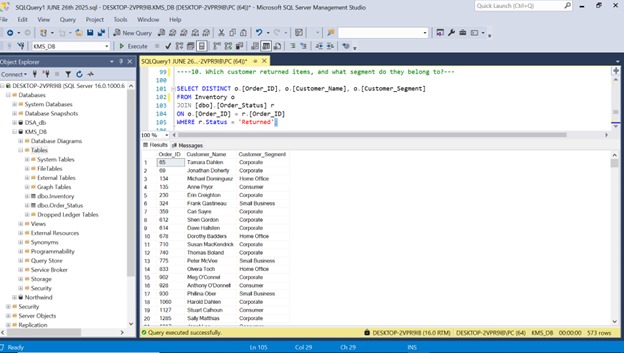 SQLQuery1 JUNE 26th 2025.sql - DESKTOP-2VPR9IB.KMS_DB (DESKTOP-2VPR9IB\PC (64))* - Microsoft SQL Server Management Studio
Quick Launch (Ctrl+Q)
File Edit View Query Project Tools Window Help
New Query
KMS_DB
Execute
Object Explorer
Connect
DESKTOP-2VPR9IB (SQL Server 16.0.1000.6
Databases
System Databases
Database Snapshots
DSA_db
KMS_DB
Database Diagrams
Tables
System Tables
FileTables
External Tables
Graph Tables
dbo.Inventory
dbo.Order_Status
Dropped Ledger Tables
Views
External Resources
Synonyms
Programmability
Query Store
Service Broker
Storage
Security
Northwind
Security
Server Objects
Replication
SQLQuery1 JUNE 26...-2VPR9IB\PC (64))*
99 ----10. Which customer returned items, and what segment do they belong to?---
100
101 SELECT DISTINCT o.[Order_ID], o.[Customer_Name], o.[Customer_Segment]
102 FROM Inventory o
103 JOIN [dbo].[Order_Status] r
104 ON o.[Order_ID] = r.[Order_ID]
105 WHERE r.Status = 'Returned';
100 %
Results Messages
Order_ID Customer_Name Customer_Segment
1 65 Tamara Dahlen Corporate
2 69 Jonathan Doherty Corporate
3 134 Michael Dominguez Home Office
4 135 Anne Pryor Consumer
5 230 Erin Creighton Corporate
6 324 Frank Gastineau Small Business
7 359 Cari Sayre Corporate
8 612 Shen Gordon Corporate
9 614 Dave Hallsten Corporate
10 678 Dorothy Badders Home Office
11 710 Susan MacKendrick Corporate
12 740 Thomas Boland Corporate
13 775 Peter McVee Small Business
14 833 Olvera Toch Home Office
15 902 Meg O'Connel Corporate
16 928 Anthony O'Donnell Consumer
17 930 Philina Ober Small Business
18 1060 Harold Dahlen Corporate
19 1127 Stuart Calhoun Consumer
20 1285 Sally Matthias Corporate
Query executed successfully.
DESKTOP-2VPR9IB (16.0 RTM) DESKTOP-2VPR9IB\PC (64) KMS_DB 00:00:00 573 rows
Ready Ln 105 Col 29 Ch 29 INS